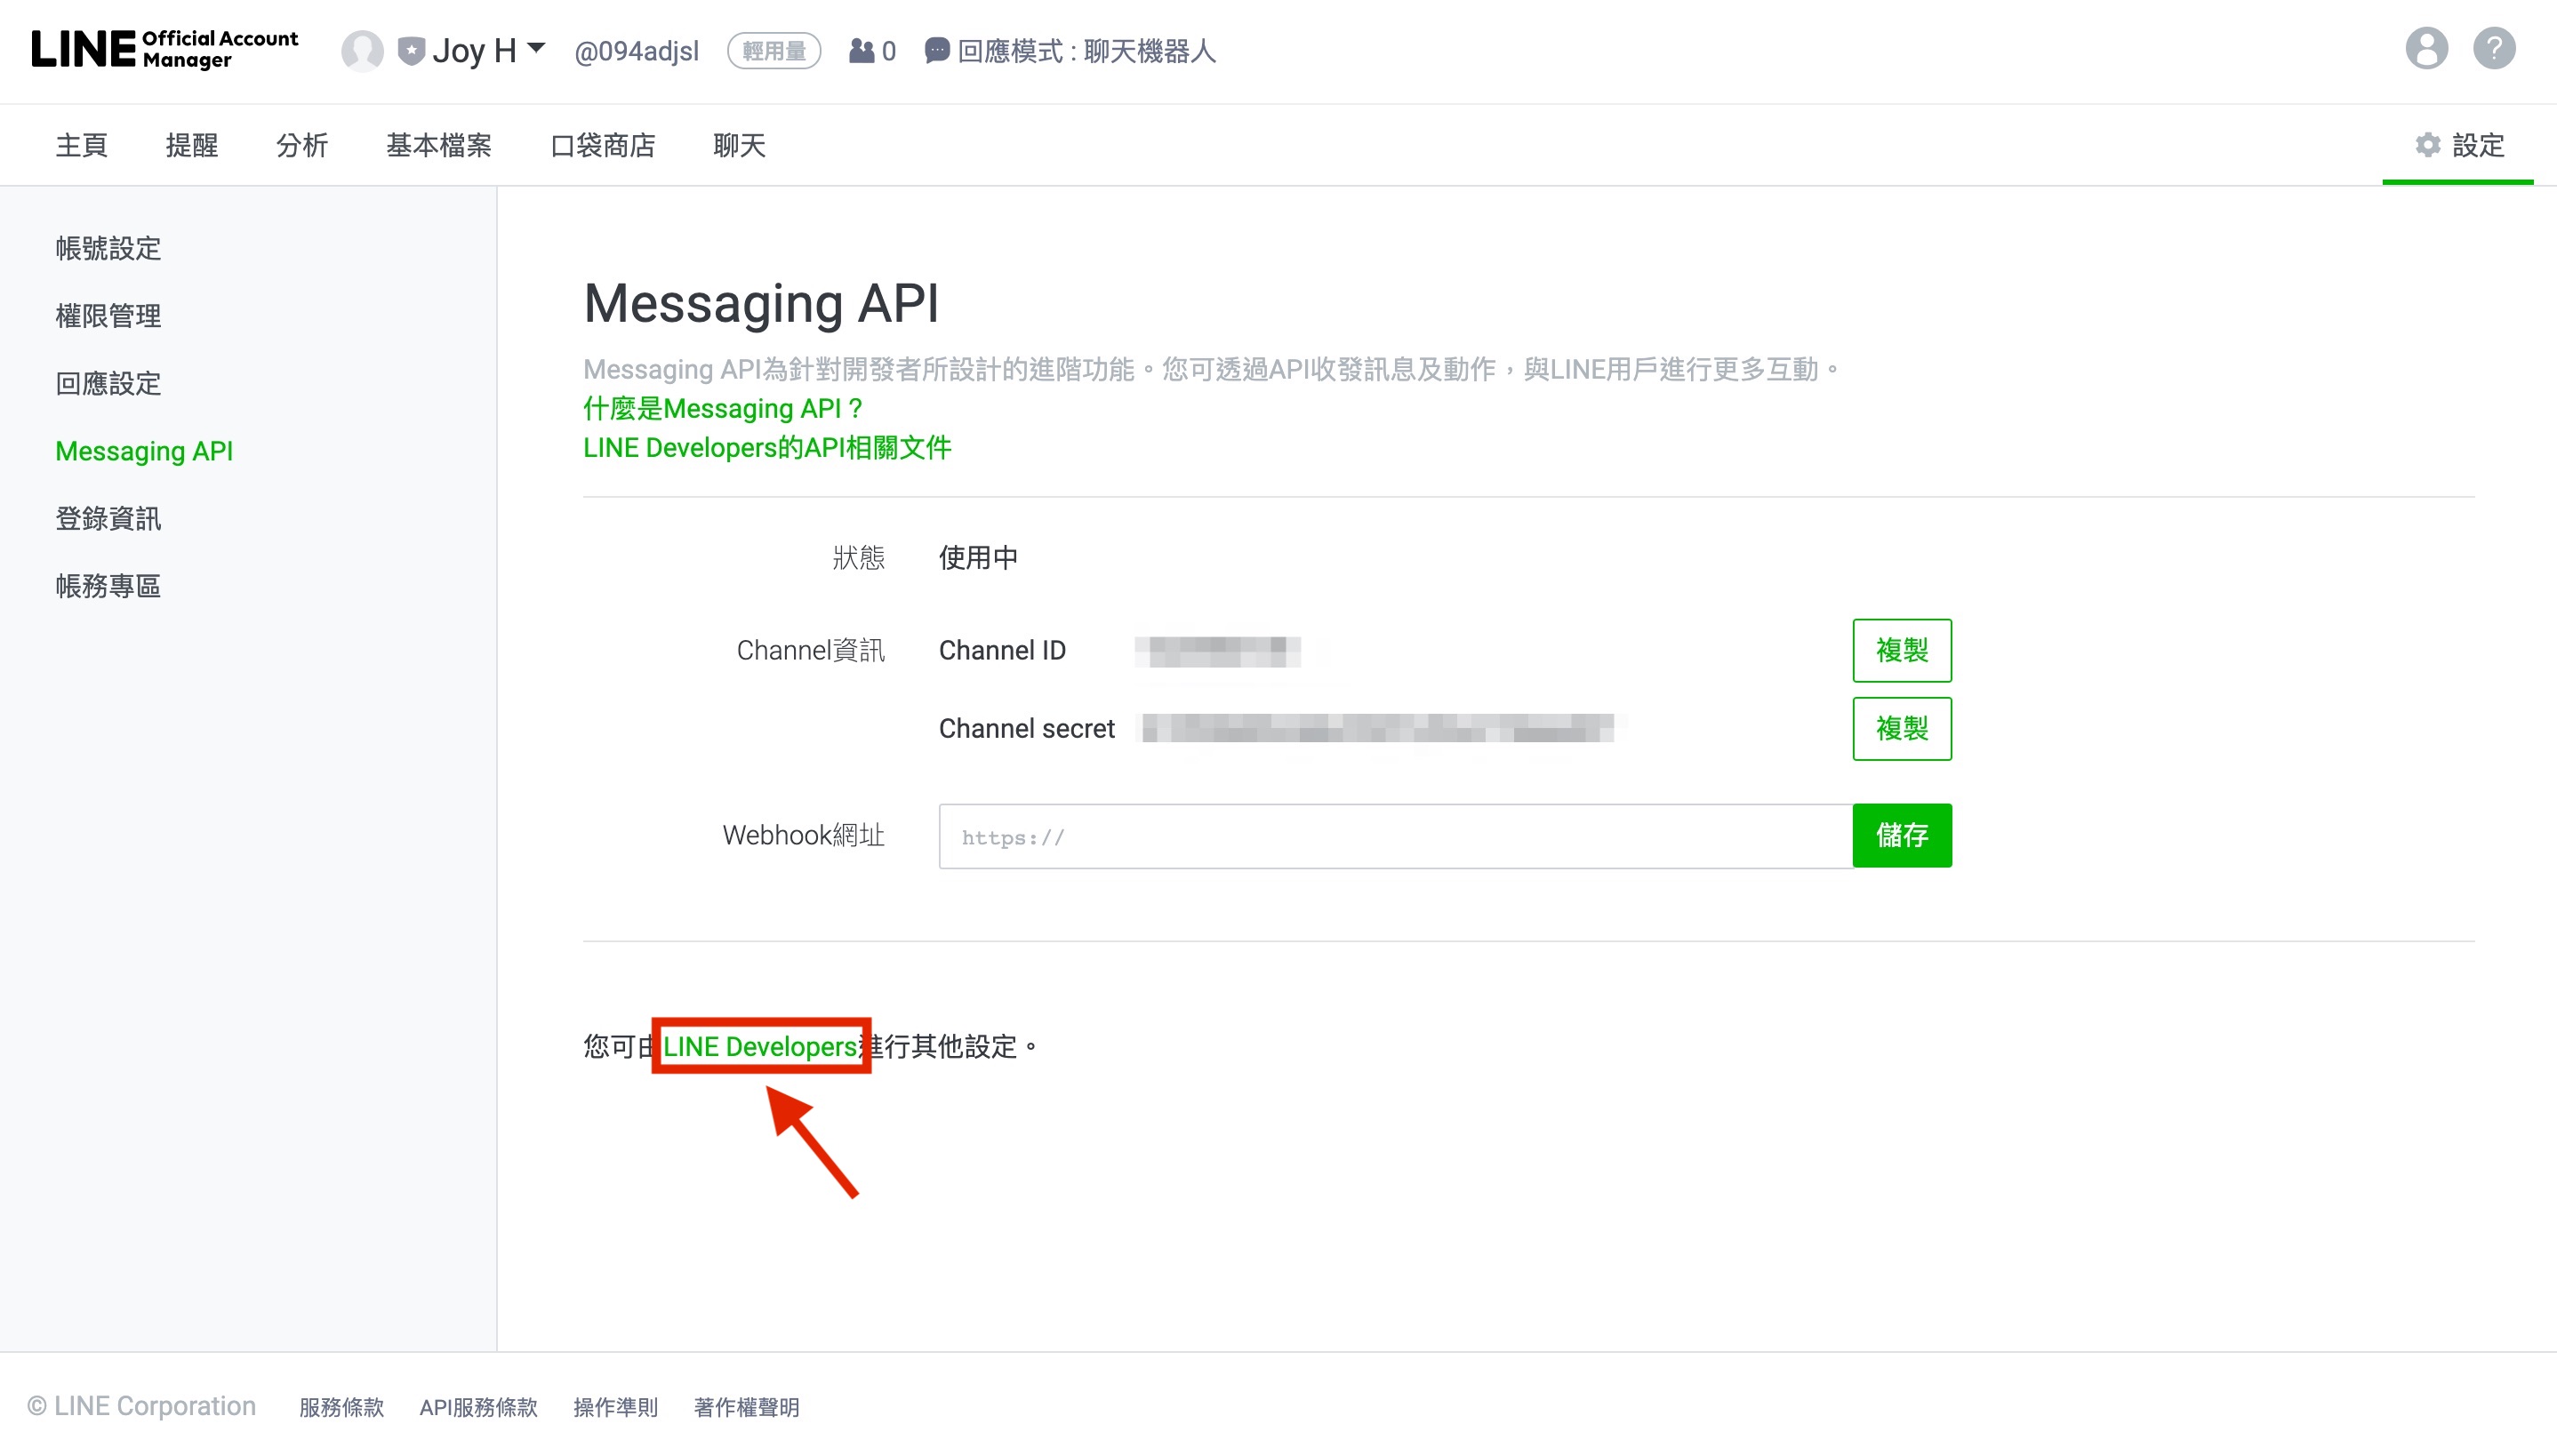 LINE Official Account Manager
Joy H @094adjsl 輕用量 0 回應模式 : 聊天機器人
主頁 提醒 分析 基本檔案 口袋商店 聊天 設定
帳號設定
權限管理
回應設定
Messaging API
登錄資訊
帳務專區
Messaging API
Messaging API為針對開發者所設計的進階功能。您可透過API收發訊息及動作，與LINE用戶進行更多互動。
什麼是Messaging API？
LINE Developers的API相關文件
狀態 使用中
Channel資訊 Channel ID 複製
Channel secret 複製
Webhook網址 https:// 儲存
您可由LINE Developers進行其他設定。
© LINE Corporation 服務條款 API服務條款 操作準則 著作權聲明